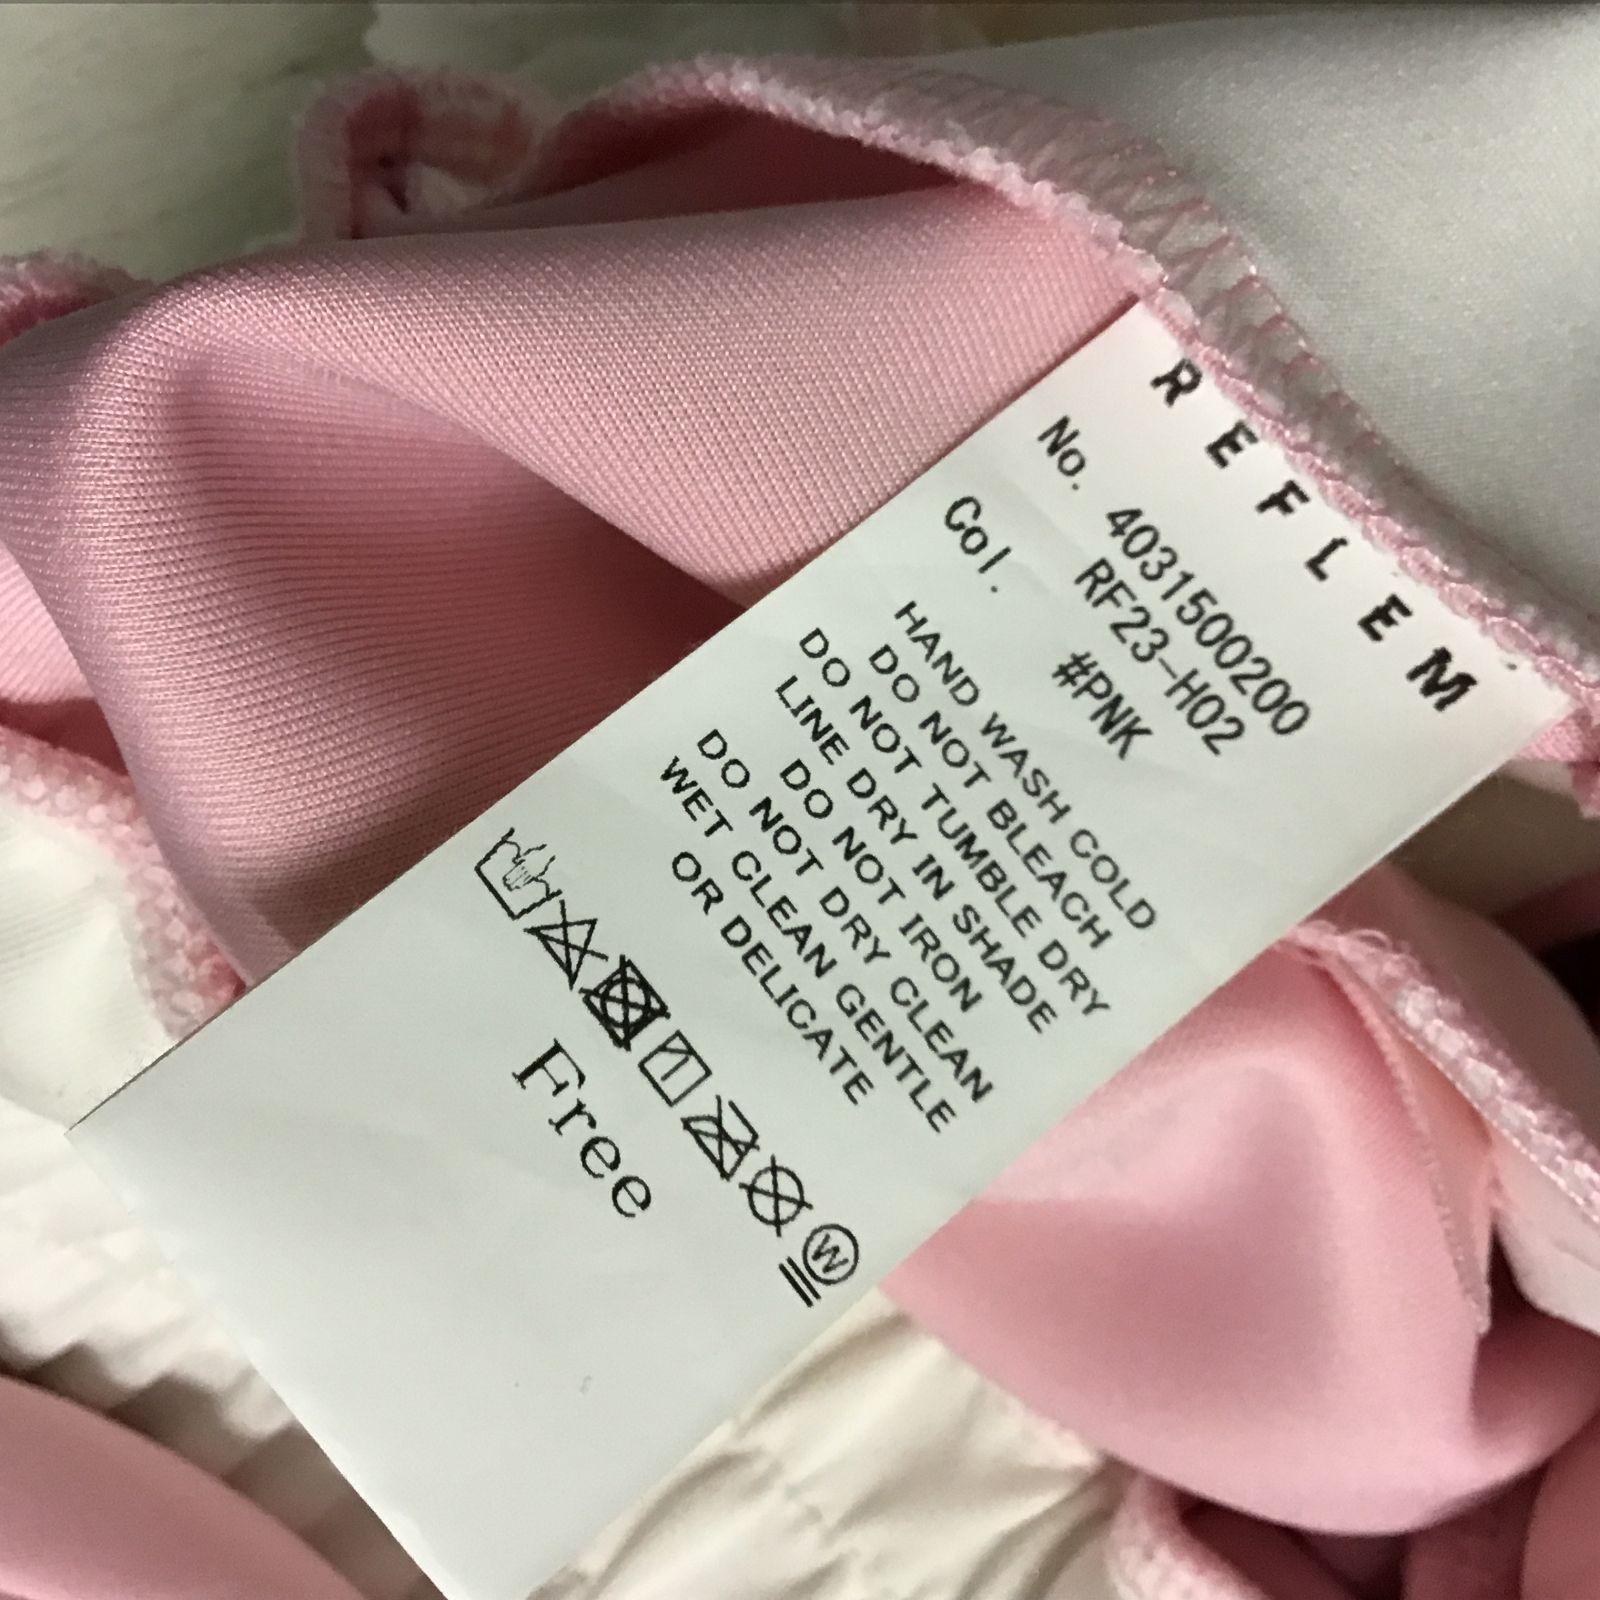 REFLEM
No. 4031500200
RF23-H02
Col. #PNK
HAND WASH COLD
DO NOT BLEACH
DO NOT TUMBLE DRY
LINE DRY IN SHADE
DO NOT IRON
DO NOT DRY CLEAN
WET CLEAN GENTLE
OR DELICATE
W
Free